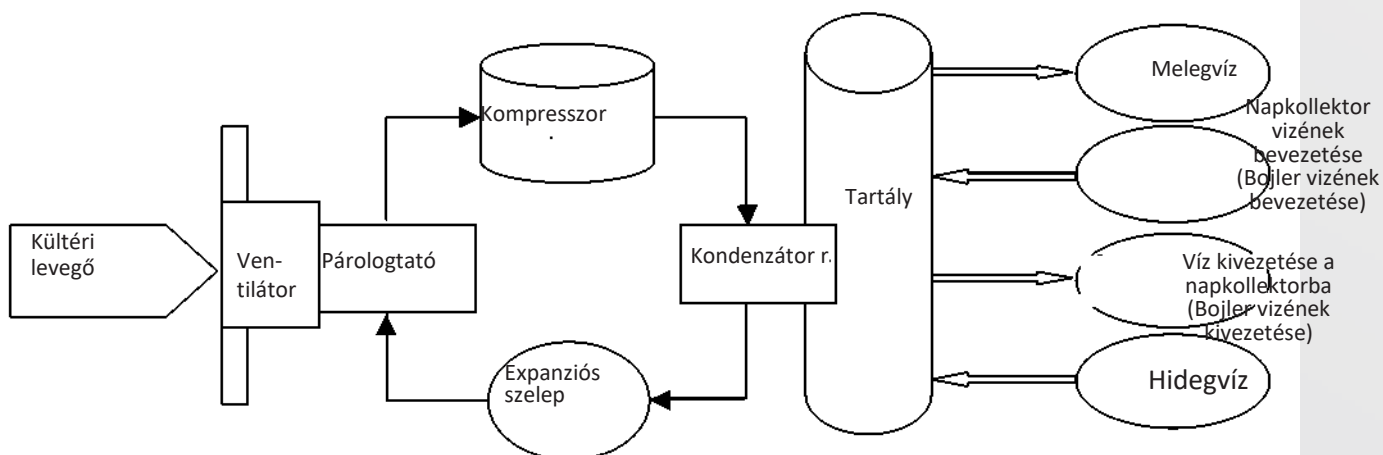 Kültéri
levegő
Ven-
tilátor
Párologtató
Kompresszor
Expanziós
szelep
Kondenzátor r.
Tartály
Melegvíz
Napkollektor
vizének
bevezetése
(Bojler vizének
bevezetése)
Víz kivezetése a
napkollektorba
(Bojler vizének
kivezetése)
Hidegvíz